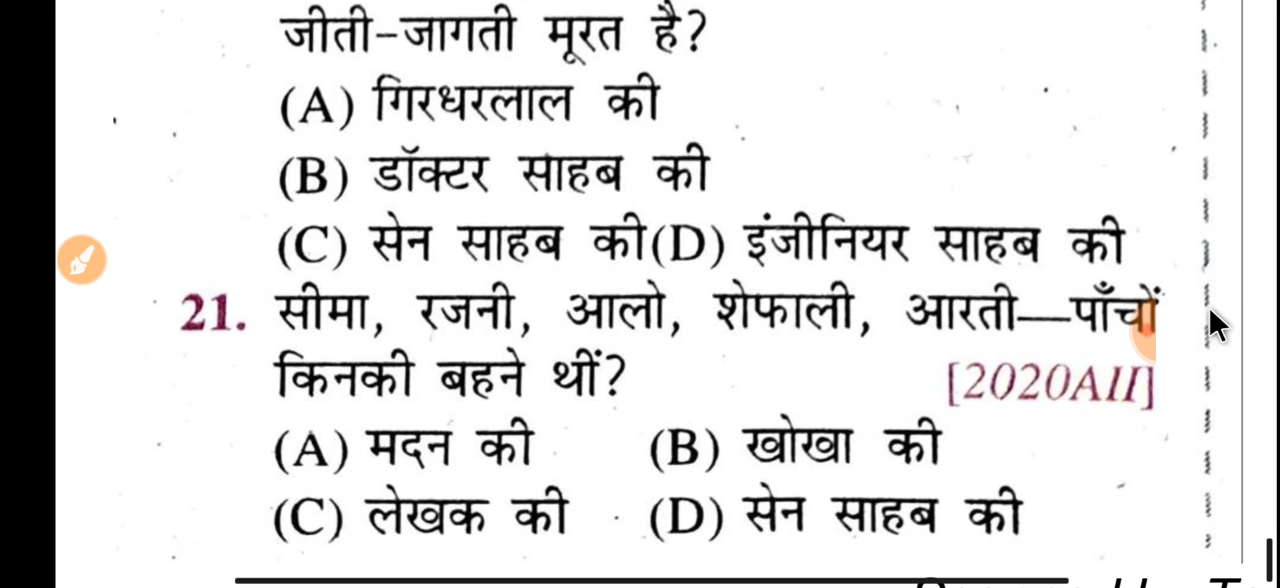 जीती-जागती मूरत है?
(A) गिरधरलाल की
(B) डॉक्टर साहब की
(C) सेन साहब की(D) इंजीनियर साहब की
21. सीमा, रजनी, आलो, शेफाली, आरती—पाँचों
किनकी बहने थीं? [2020AII]
(A) मदन की (B) खोखा की
(C) लेखक की (D) सेन साहब की